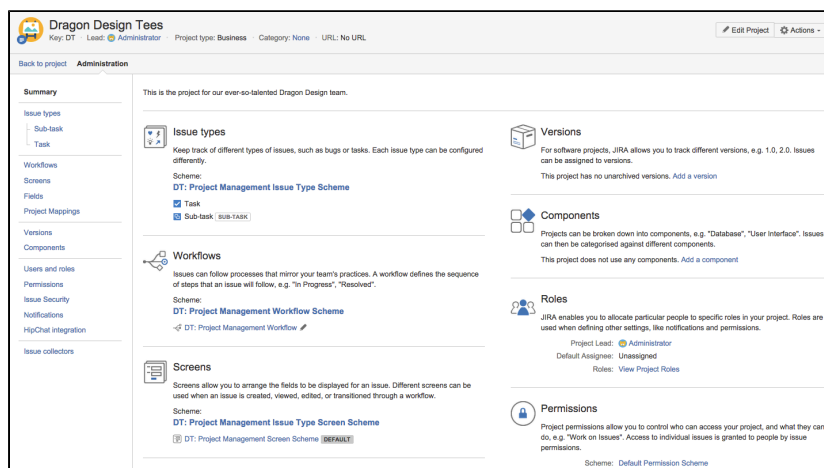 Dragon Design Tees
Key: DT · Lead: Administrator · Project type: Business · Category: None · URL: No URL
Edit Project
Actions
Back to project Administration
Summary
Issue types
Sub-task
Task
Workflows
Screens
Fields
Project Mappings
Versions
Components
Users and roles
Permissions
Issue Security
Notifications
HipChat integration
Issue collectors
This is the project for our ever-so-talented Dragon Design team.
Issue types
Keep track of different types of issues, such as bugs or tasks. Each issue type can be configured
differently.
Scheme:
DT: Project Management Issue Type Scheme
Task
Sub-task SUB-TASK
Workflows
Issues can follow processes that mirror your team's practices. A workflow defines the sequence
of steps that an issue will follow, e.g. "In Progress", "Resolved".
Scheme:
DT: Project Management Workflow Scheme
DT: Project Management Workflow
Screens
Screens allow you to arrange the fields to be displayed for an issue. Different screens can be
used when an issue is created, viewed, edited, or transitioned through a workflow.
Scheme:
DT: Project Management Issue Type Screen Scheme
DT: Project Management Screen Scheme DEFAULT
Versions
For software projects, JIRA allows you to track different versions, e.g. 1.0, 2.0. Issues
can be assigned to versions.
This project has no unarchived versions. Add a version
Components
Projects can be broken down into components, e.g. "Database", "User Interface". Issues
can then be categorised against different components.
This project does not use any components. Add a component
Roles
JIRA enables you to allocate particular people to specific roles in your project. Roles are
used when defining other settings, like notifications and permissions.
Project Lead: Administrator
Default Assignee: Unassigned
Roles: View Project Roles
Permissions
Project permissions allow you to control who can access your project, and what they can
do, e.g. "Work on Issues". Access to individual issues is granted to people by issue
permissions.
Scheme: Default Permission Scheme